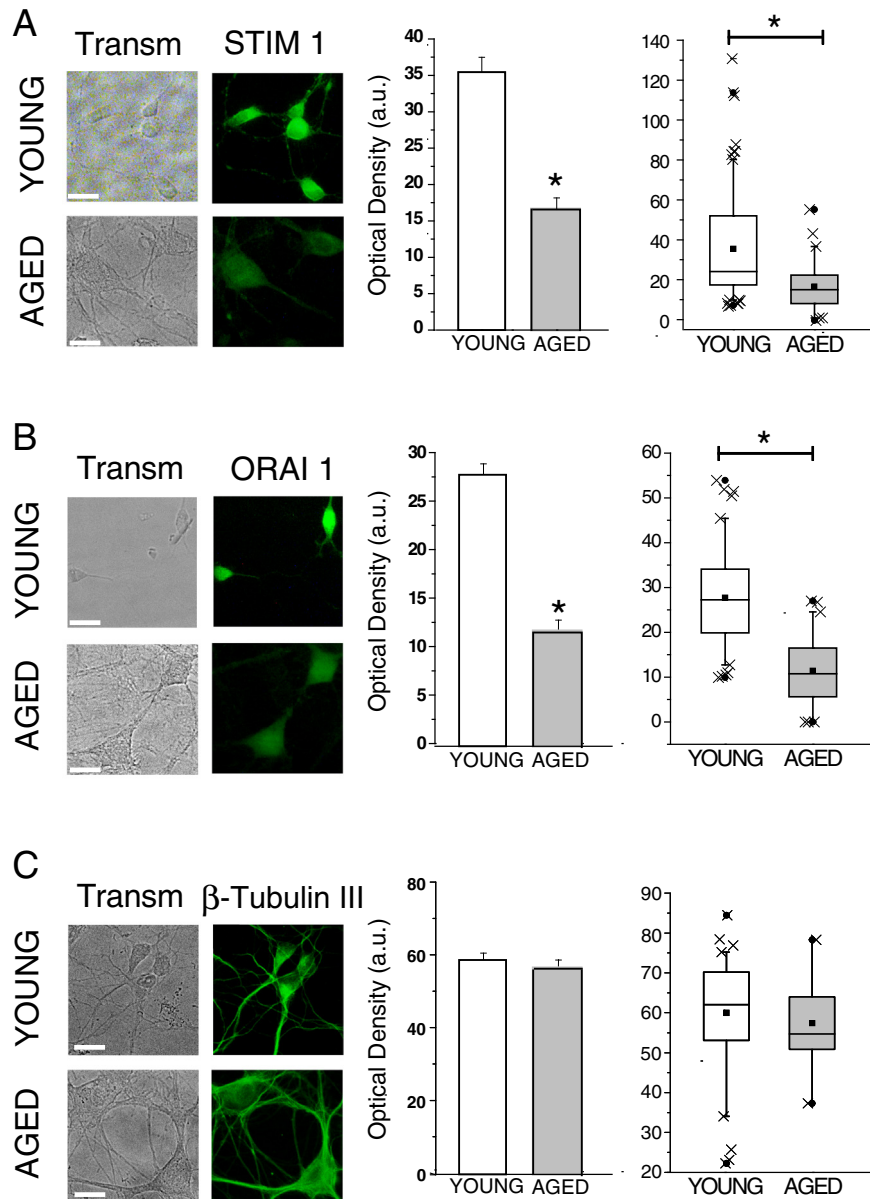 A
Transm STIM 1
YOUNG
AGED
Optical Density (a.u.)
40
35
30
25
20
15
10
5
0
*
YOUNG AGED
*
140
120
100
80
60
40
20
0
YOUNG AGED
B
Transm ORAI 1
YOUNG
AGED
Optical Density (a.u.)
30
25
20
15
10
5
0
*
YOUNG AGED
*
60
50
40
30
20
10
0
YOUNG AGED
C
Transm β-Tubulin III
YOUNG
AGED
Optical Density (a.u.)
80
60
40
20
0
YOUNG AGED
90
80
70
60
50
40
30
20
YOUNG AGED